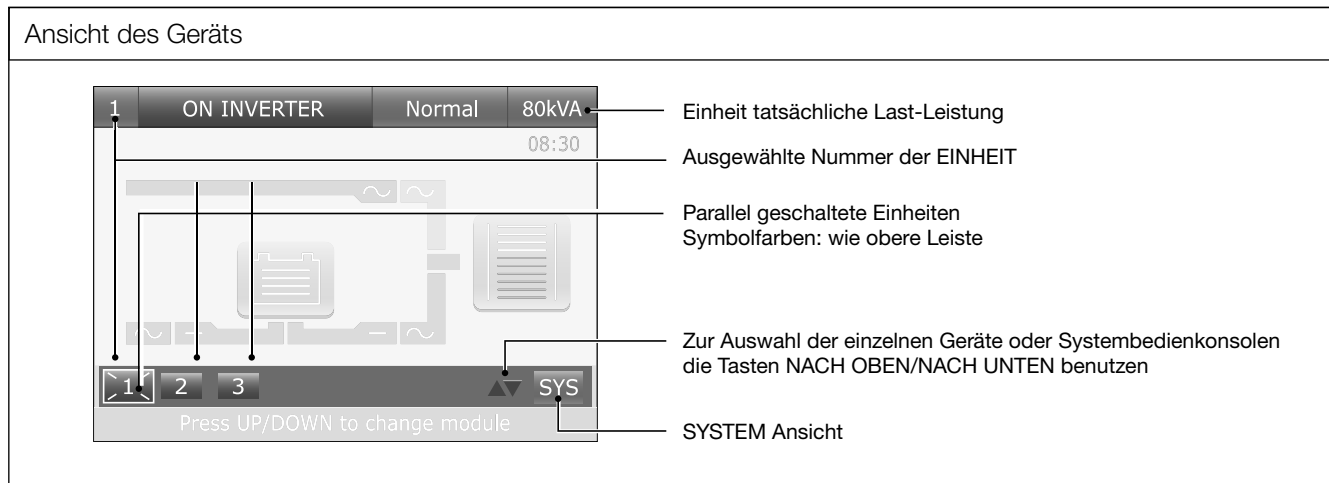 Ansicht des Geräts
1 ON INVERTER Normal 80kVA
08:30
Einheit tatsächliche Last-Leistung
Ausgewählte Nummer der EINHEIT
Parallel geschaltete Einheiten
Symbolfarben: wie obere Leiste
Zur Auswahl der einzelnen Geräte oder Systembedienkonsolen
die Tasten NACH OBEN/NACH UNTEN benutzen
1 2 3 SYS
Press UP/DOWN to change module
SYSTEM Ansicht